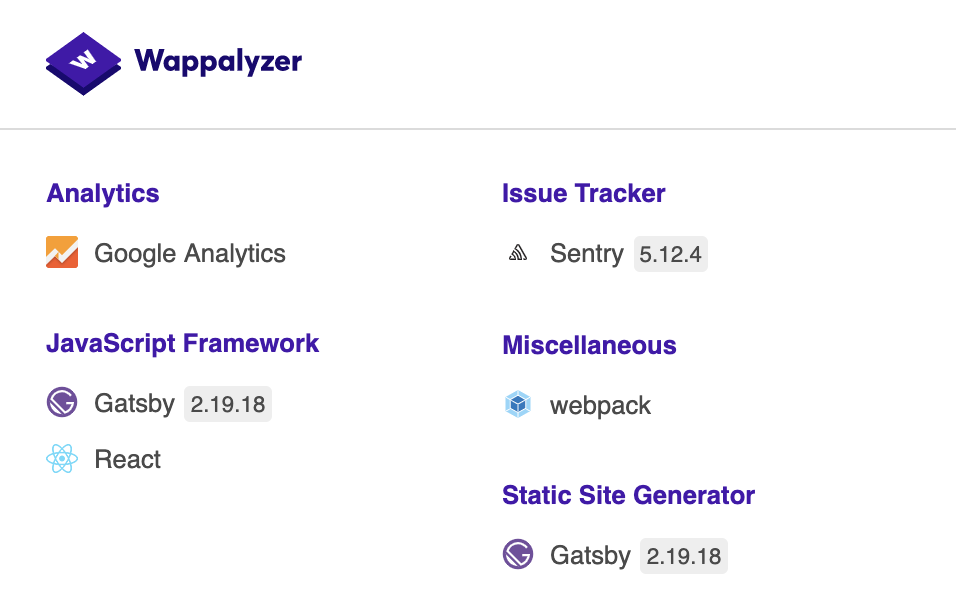 Wappalyzer
Analytics
Google Analytics
JavaScript Framework
Gatsby 2.19.18
React
Issue Tracker
Sentry 5.12.4
Miscellaneous
webpack
Static Site Generator
Gatsby 2.19.18